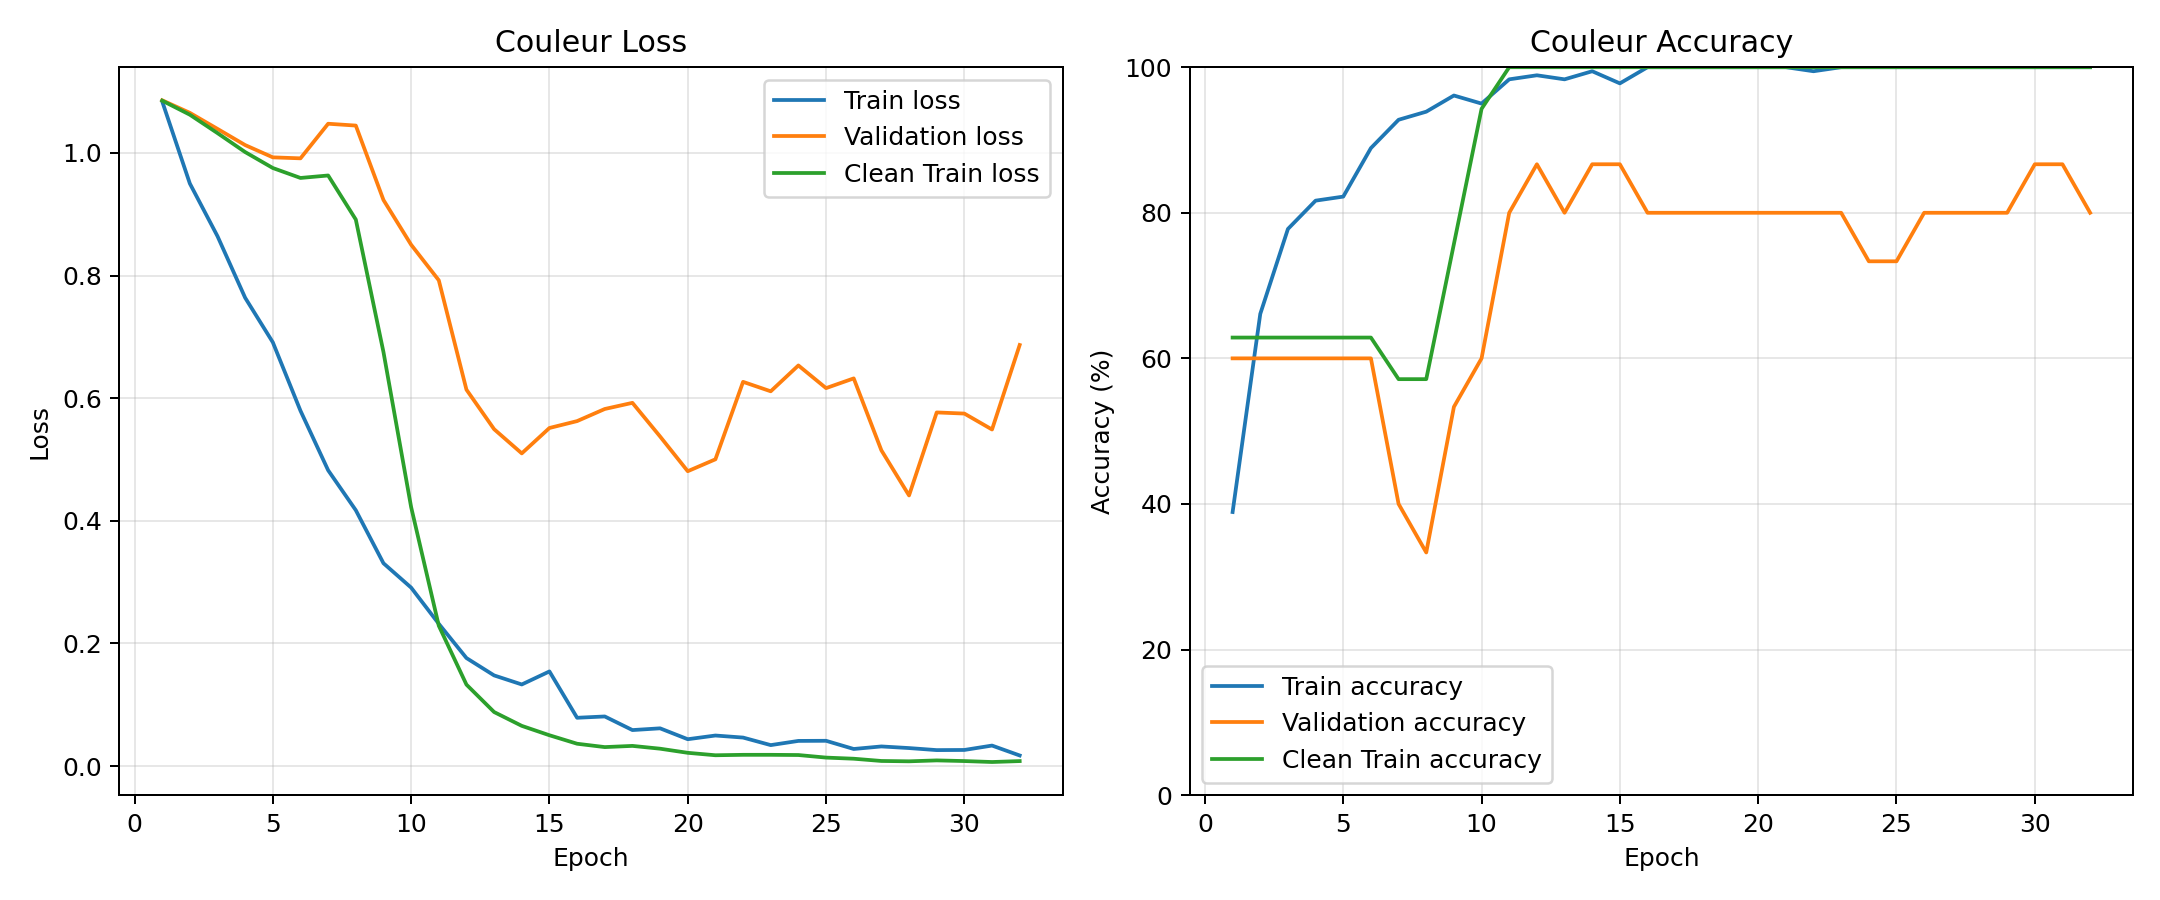 Couleur Loss
Train loss
Validation loss
Clean Train loss
1.0
0.8
0.6
0.4
0.2
0.0
Loss
0 5 10 15 20 25 30
Epoch
Couleur Accuracy
100
80
60
40
20
0
Accuracy (%)
Train accuracy
Validation accuracy
Clean Train accuracy
0 5 10 15 20 25 30
Epoch